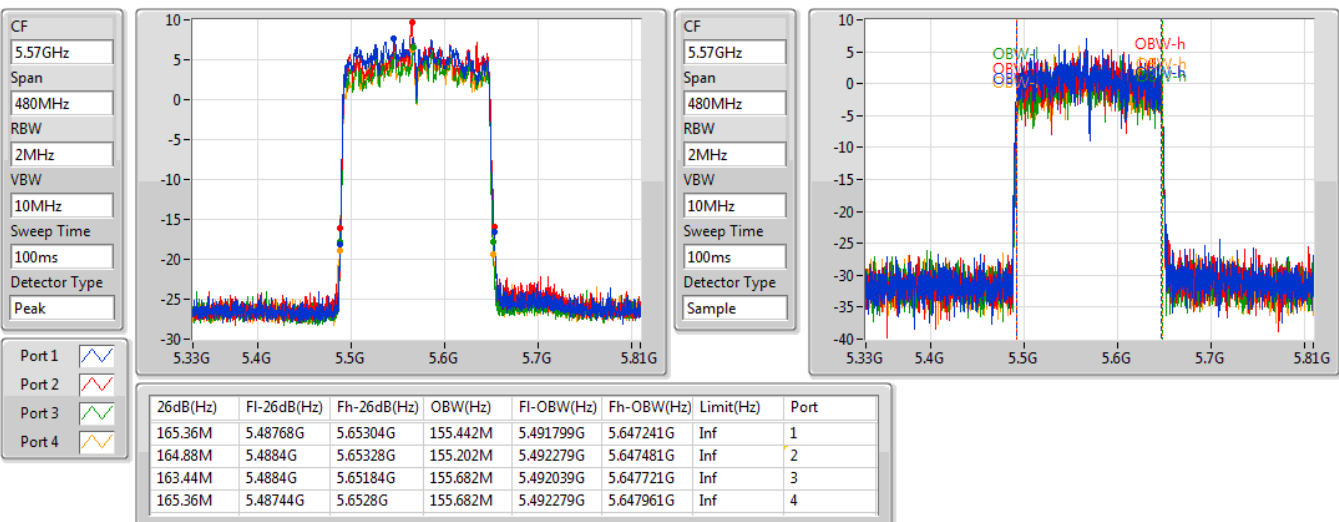 CF
5.57GHz
Span
480MHz
RBW
2MHz
VBW
10MHz
Sweep Time
100ms
Detector Type
Peak
10
5
0
-5
-10
-15
-20
-25
-30
5.33G 5.4G 5.5G 5.6G 5.7G 5.81G
CF
5.57GHz
Span
480MHz
RBW
2MHz
VBW
10MHz
Sweep Time
100ms
Detector Type
Sample
10
5
0
-5
-10
-15
-20
-25
-30
-35
-40
OBW-h
5.33G 5.4G 5.5G 5.6G 5.7G 5.81G
Port 1
Port 2
Port 3
Port 4
26dB(Hz) Fl-26dB(Hz) Fh-26dB(Hz) OBW(Hz) Fl-OBW(Hz) Fh-OBW(Hz) Limit(Hz) Port
165.36M 5.48768G 5.65304G 155.442M 5.491799G 5.647241G Inf 1
164.88M 5.4884G 5.65328G 155.202M 5.492279G 5.647481G Inf 2
163.44M 5.4884G 5.65184G 155.682M 5.492039G 5.647721G Inf 3
165.36M 5.48744G 5.6528G 155.682M 5.492279G 5.647961G Inf 4